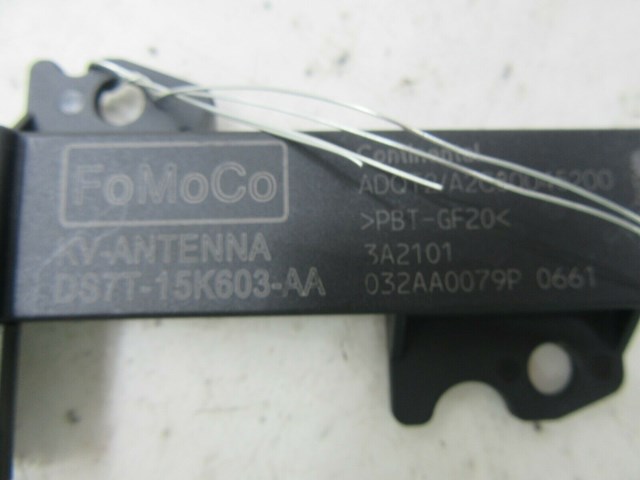 FoMoCo
KV-ANTENNA
DS7T-15K603-AA
Continental
>PBT-GF20<
3A2101
032AA0079P 0661